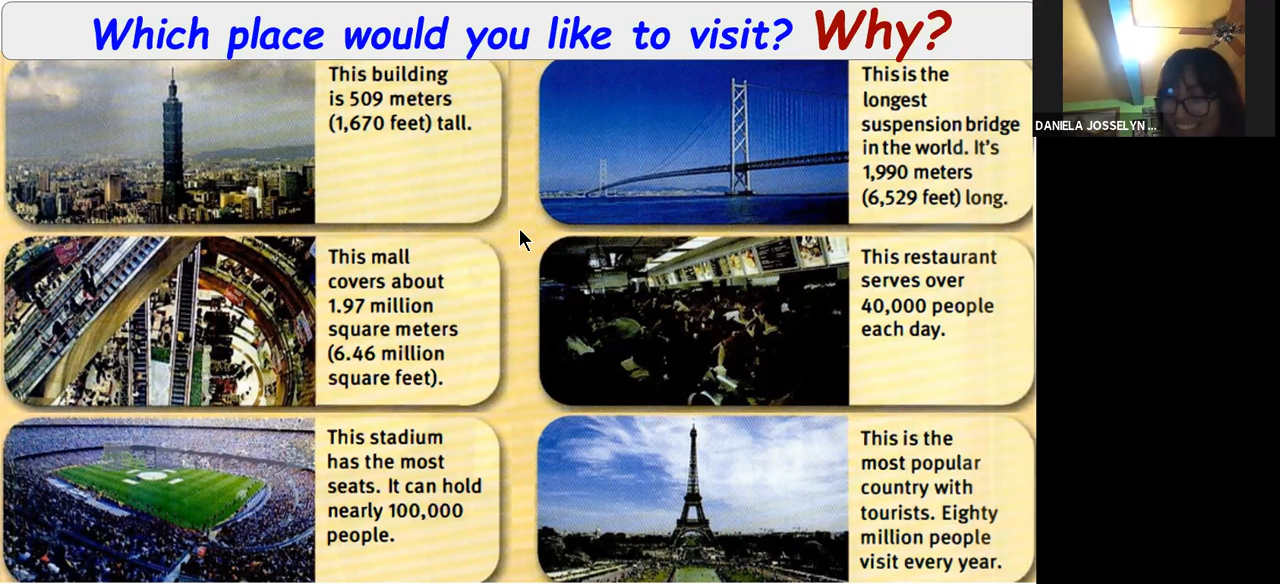 Which place would you like to visit? Why?
This building
is 509 meters
(1,670 feet) tall.
This is the
longest
suspension bridge
in the world. It's
1,990 meters
(6,529 feet) long.
This mall
covers about
1.97 million
square meters
(6.46 million
square feet).
This restaurant
serves over
40,000 people
each day.
This stadium
has the most
seats. It can hold
nearly 100,000
people.
This is the
most popular
country with
tourists. Eighty
million people
visit every year.
DANIELA JOSSELYN ...